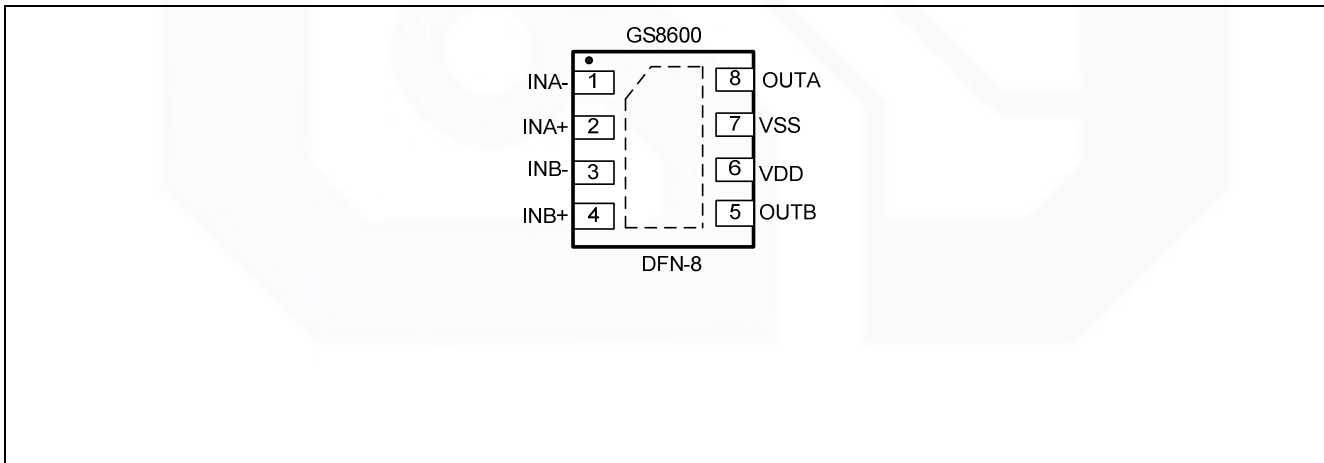 GS8600
INA- 1 8 OUTA
INA+ 2 7 VSS
INB- 3 6 VDD
INB+ 4 5 OUTB
DFN-8